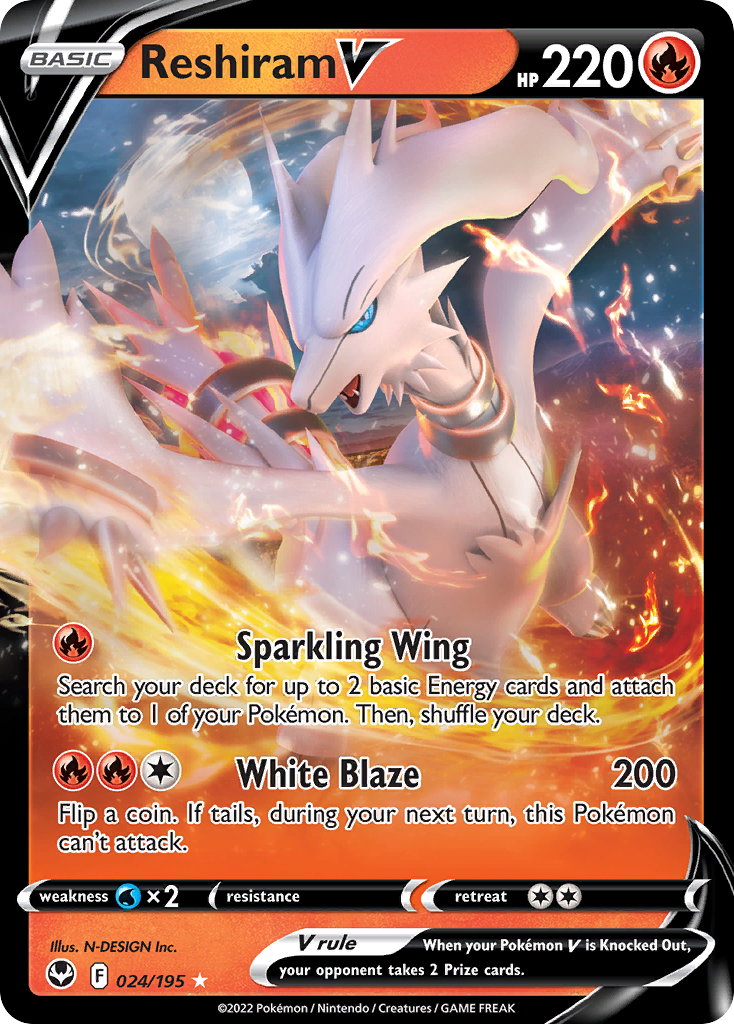 BASIC Reshiram V HP 220
Sparkling Wing
Search your deck for up to 2 basic Energy cards and attach
them to 1 of your Pokémon. Then, shuffle your deck.
White Blaze 200
Flip a coin. If tails, during your next turn, this Pokémon
can't attack.
weakness ×2 resistance retreat
Illus. N-DESIGN Inc.
V rule When your Pokémon V is Knocked Out,
your opponent takes 2 Prize cards.
F 024/195
©2022 Pokémon / Nintendo / Creatures / GAME FREAK